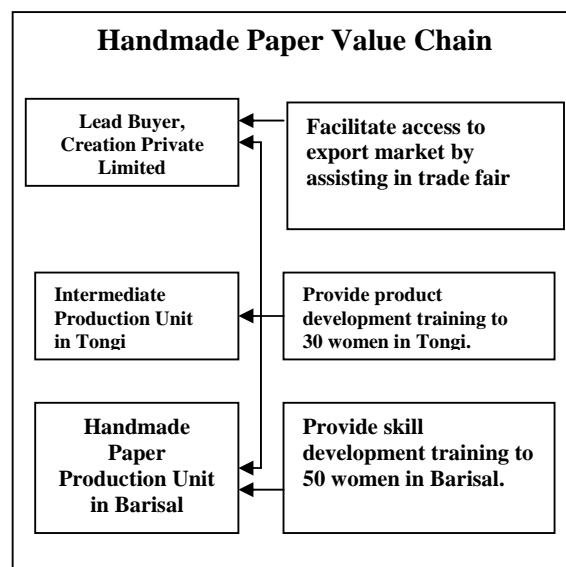 Handmade Paper Value Chain
Lead Buyer,
Creation Private
Limited
Facilitate access to
export market by
assisting in trade fair
Intermediate
Production Unit
in Tongi
Provide product
development training to
30 women in Tongi.
Handmade
Paper
Production Unit
in Barisal
Provide skill
development training to
50 women in Barisal.